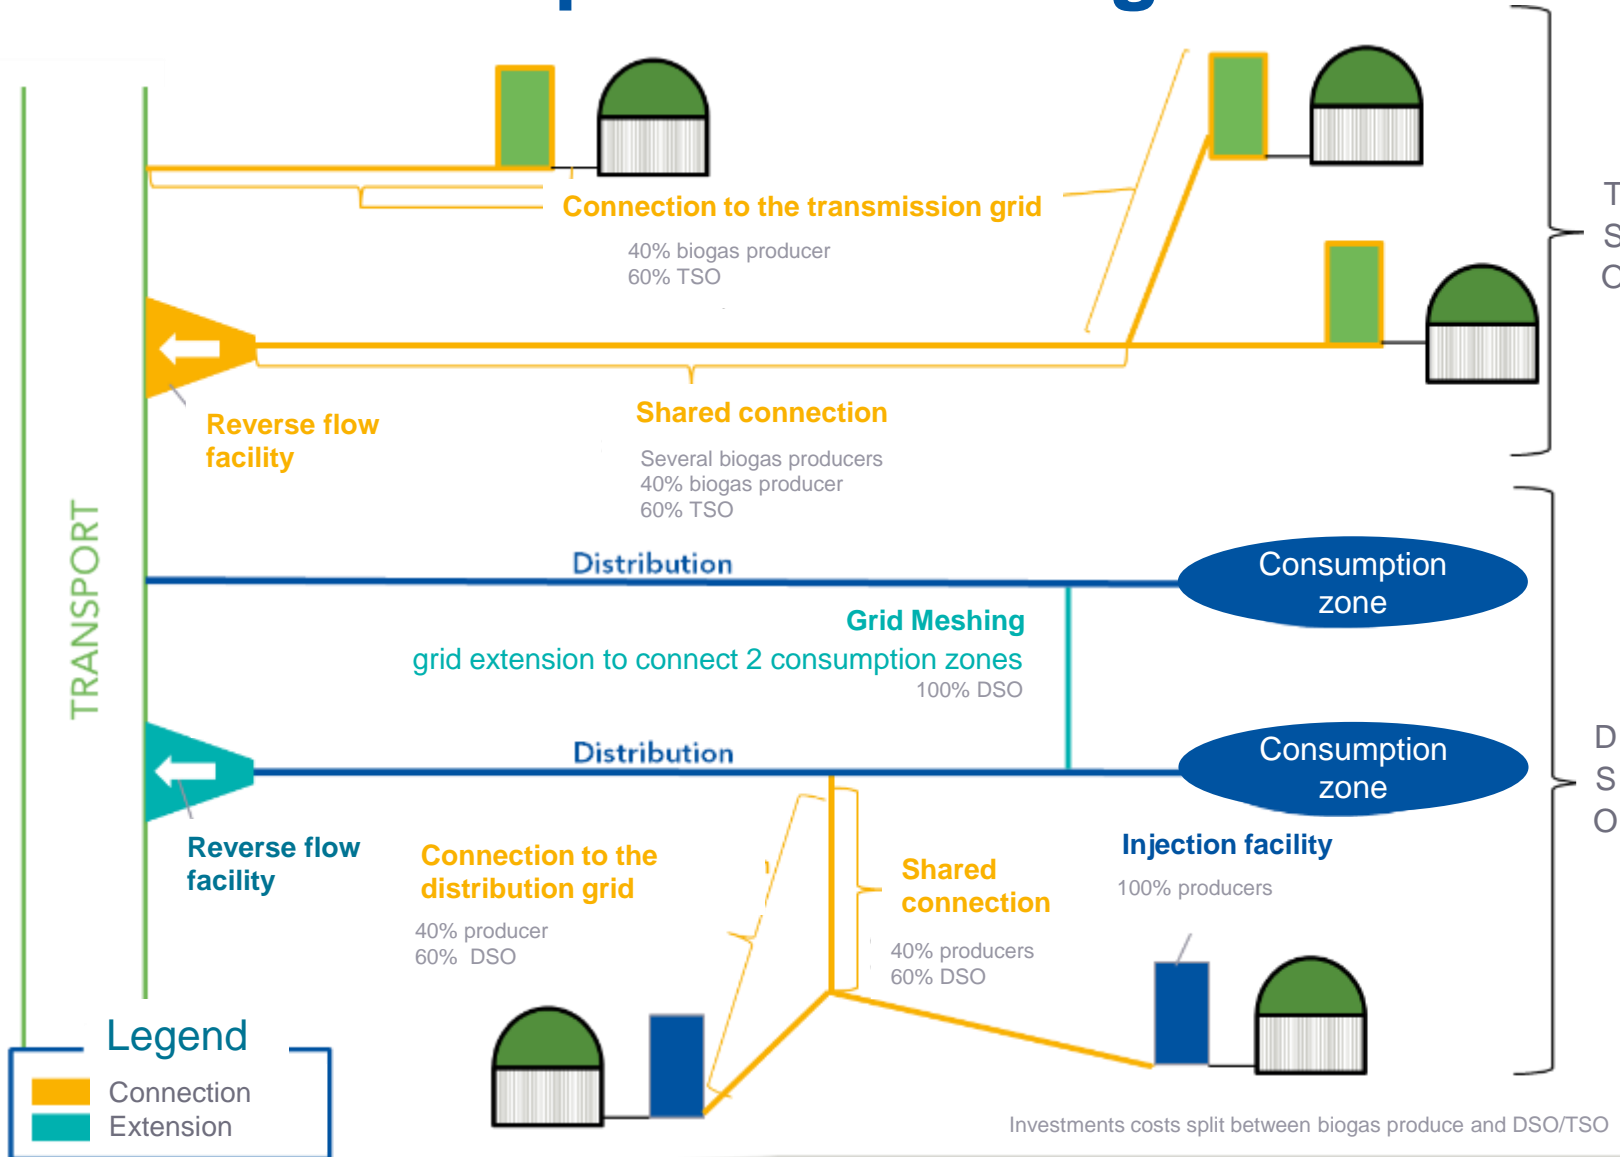 Connection to the transmission grid
40% biogas producer
60% TSO
T
S
O
Reverse flow
facility
Shared connection
Several biogas producers
40% biogas producer
60% TSO
TRANSPORT
Distribution
Consumption
zone
Grid Meshing
grid extension to connect 2 consumption zones
100% DSO
Distribution
Consumption
zone
D
S
O
Reverse flow
facility
Connection to the
distribution grid
40% producer
60% DSO
Shared
connection
40% producers
60% DSO
Injection facility
100% producers
Legend
Connection
Extension
Investments costs split between biogas produce and DSO/TSO